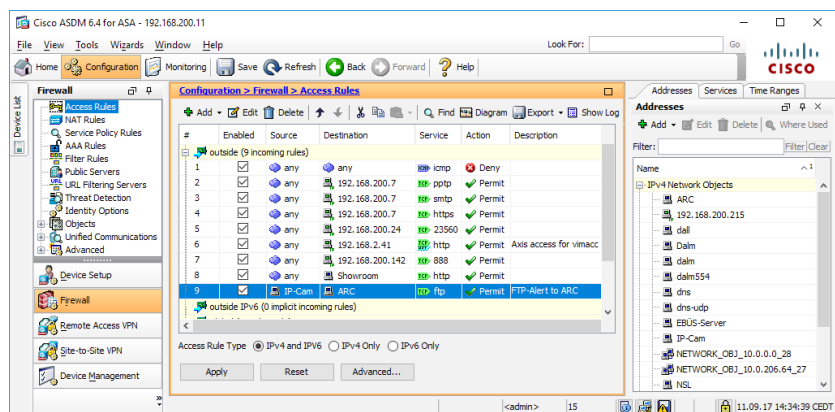 Cisco ASDM 6.4 for ASA - 192.168.200.11
File View Tools Wizards Window Help
Look For:
Go
Home Configuration Monitoring Save Refresh Back Forward Help
CISCO
Device List
Firewall
Access Rules
NAT Rules
Service Policy Rules
AAA Rules
Filter Rules
Public Servers
URL Filtering Servers
Threat Detection
Identity Options
Objects
Unified Communications
Advanced
Device Setup
Firewall
Remote Access VPN
Site-to-Site VPN
Device Management
Configuration > Firewall > Access Rules
Add Edit Delete Find Diagram Export Show Log
# Enabled Source Destination Service Action Description
outside (9 incoming rules)
1 any any icmp Deny
2 any 192.168.200.7 pptp Permit
3 any 192.168.200.7 smtp Permit
4 any 192.168.200.7 https Permit
5 any 192.168.200.24 23560 Permit
6 any 192.168.2.41 http Permit Axis access for vimacc
7 any 192.168.200.142 888 Permit
8 any Showroom http Permit
9 IP-Cam ARC ftp Permit FTP-Alert to ARC
outside IPv6 (0 implicit incoming rules)
Access Rule Type IPv4 and IPv6 IPv4 Only IPv6 Only
Apply Reset Advanced...
Addresses Services Time Ranges
Addresses
Add Edit Delete Where Used
Filter: Filter Clear
Name 1
IPv4 Network Objects
ARC
192.168.200.215
dall
Dalm
dalm
dalm554
dns
dns-udp
EBÜS-Server
IP-Cam
NETWORK_OBJ_10.0.0.0_28
NETWORK_OBJ_10.0.206.64_27
NSL
<admin> 15 11.09.17 14:34:39 CEDT